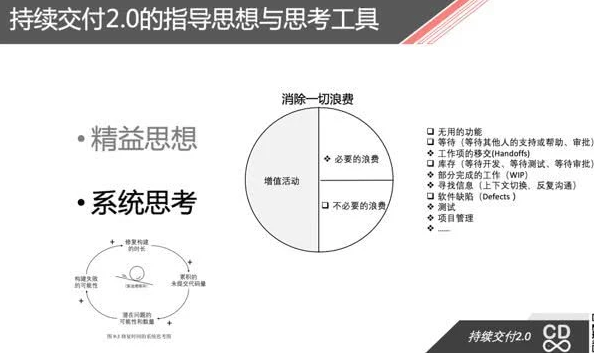 持续交付2.0的指导思想与思考工具
消除一切浪费
• 精益思想
• 系统思考
增值活动
❖ 必要的浪费
❑ 不必要的浪费
❑ 无用的功能
❑ 等待（等待其他人的支持或帮助、审批）
❖ 工作项的移交(Handoffs)
❑ 库存（等待开发、等待测试、等待审批）
❖ 部分完成的工作（WIP）
❖ 寻找信息（上下文切换，反复沟通）
❑ 软件缺陷（Defects ）
❖ 测试
❖ 项目管理
❖ ......
修复构建
的时长
累积的
未提交代码量
潜在问题的
可能性和数量
构建失败
的可能性
持续交付2.0
CD